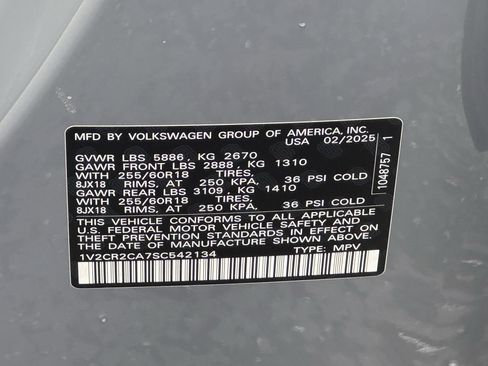 MFD BY VOLKSWAGEN GROUP OF AMERICA, INC.
USA 02/2025
GVWR LBS 5886, KG 2670
GAWR FRONT LBS 2888, KG 1310
WITH 255/60R18 TIRES,
8JX18 RIMS, AT 250 KPA. 36 PSI COLD
GAWR REAR LBS 3109, KG 1410
WITH 255/60R18 TIRES,
8JX18 RIMS, AT 250 KPA. 36 PSI COLD
THIS VEHICLE CONFORMS TO ALL APPLICABLE
U.S. FEDERAL MOTOR VEHICLE SAFETY AND
THEFT PREVENTION STANDARDS IN EFFECT ON
THE DATE OF MANUFACTURE SHOWN ABOVE.
1V2CR2CA7SC542134 TYPE: MPV
1048757 1